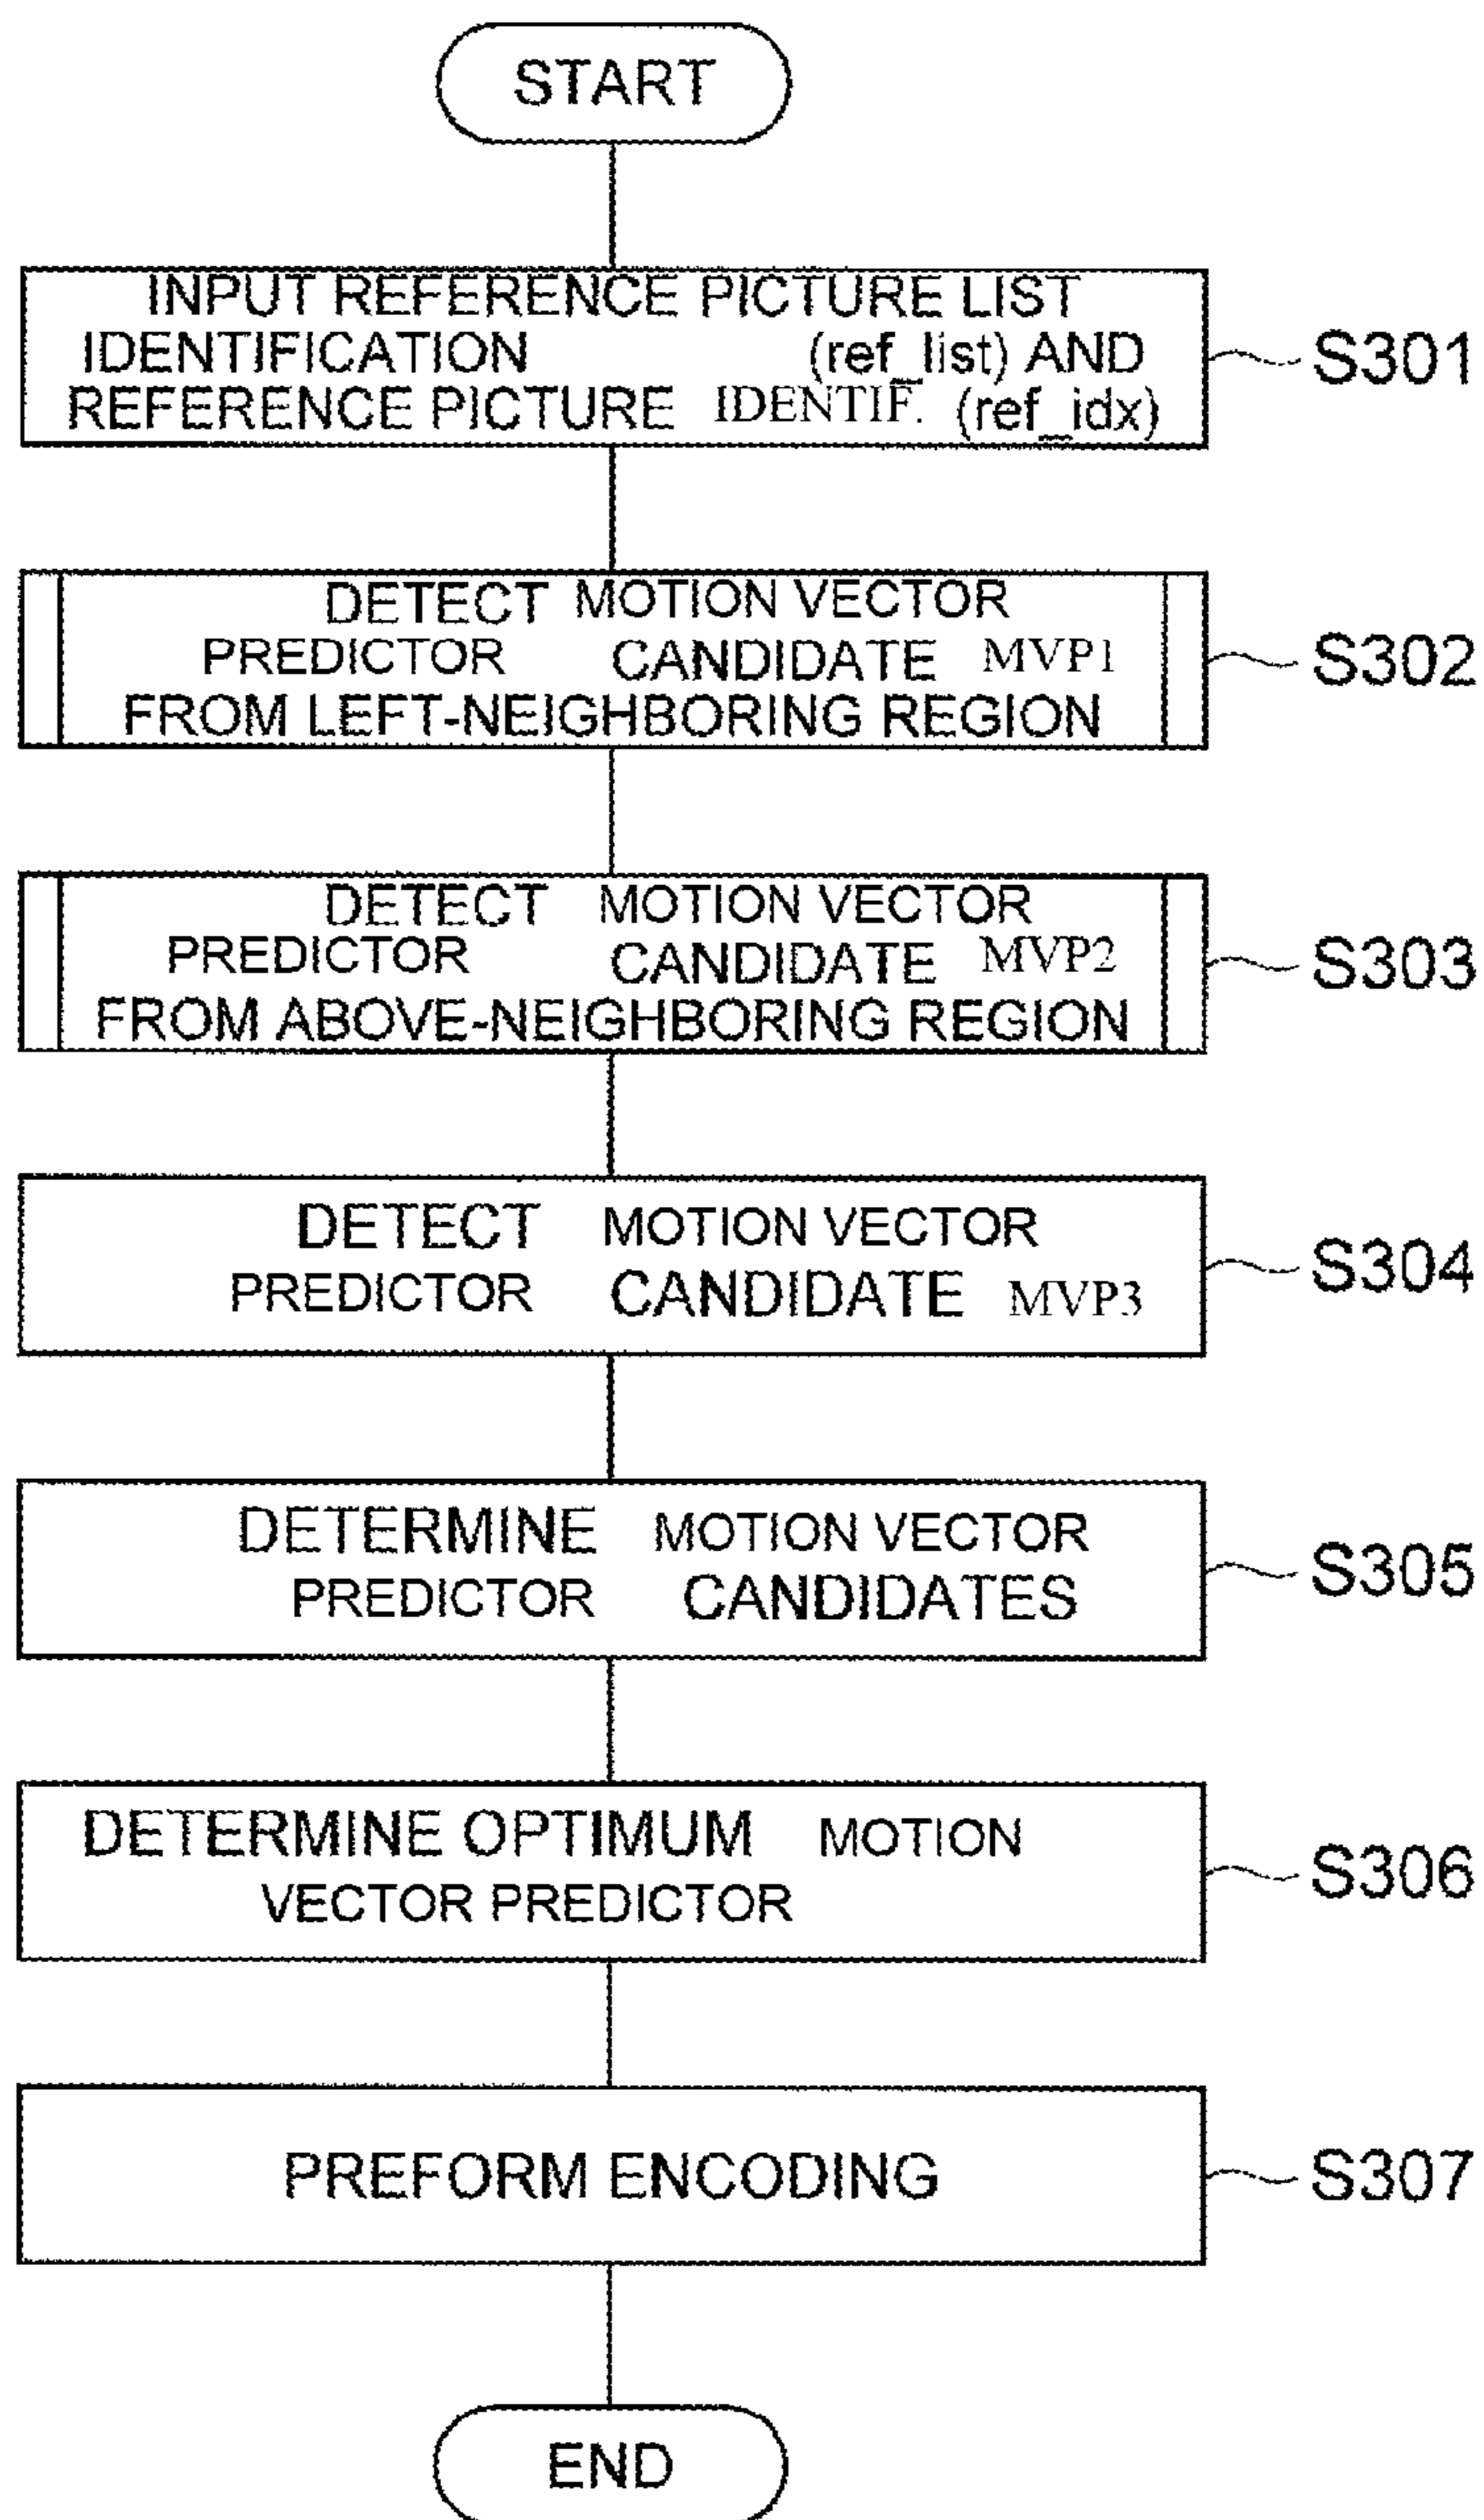 START
INPUT REFERENCE PICTURE LIST
IDENTIFICATION (ref_list) AND
REFERENCE PICTURE IDENTIF. (ref_idx)
S301
DETECT MOTION VECTOR
PREDICTOR CANDIDATE MVP1
FROM LEFT-NEIGHBORING REGION
S302
DETECT MOTION VECTOR
PREDICTOR CANDIDATE MVP2
FROM ABOVE-NEIGHBORING REGION
S303
DETECT MOTION VECTOR
PREDICTOR CANDIDATE MVP3
S304
DETERMINE MOTION VECTOR
PREDICTOR CANDIDATES
S305
DETERMINE OPTIMUM MOTION
VECTOR PREDICTOR
S306
PREFORM ENCODING
S307
END